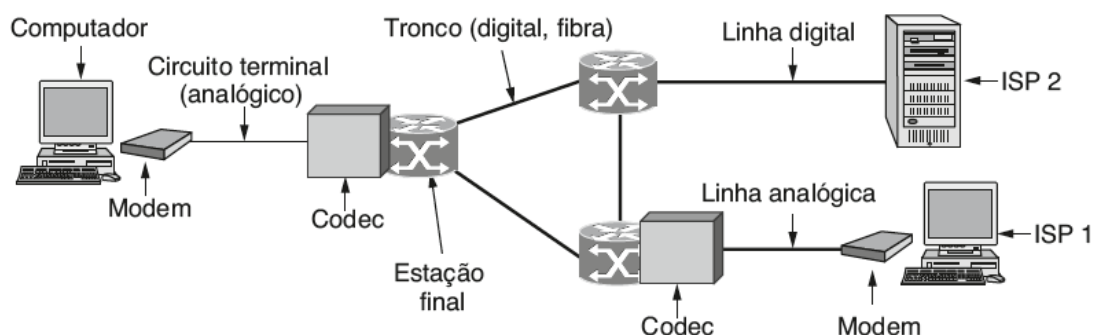 Computador
Circuito terminal
(analógico)
Modem
Codec
Tronco (digital, fibra)
Estação
final
Linha digital
ISP 2
Linha analógica
ISP 1
Codec
Modem